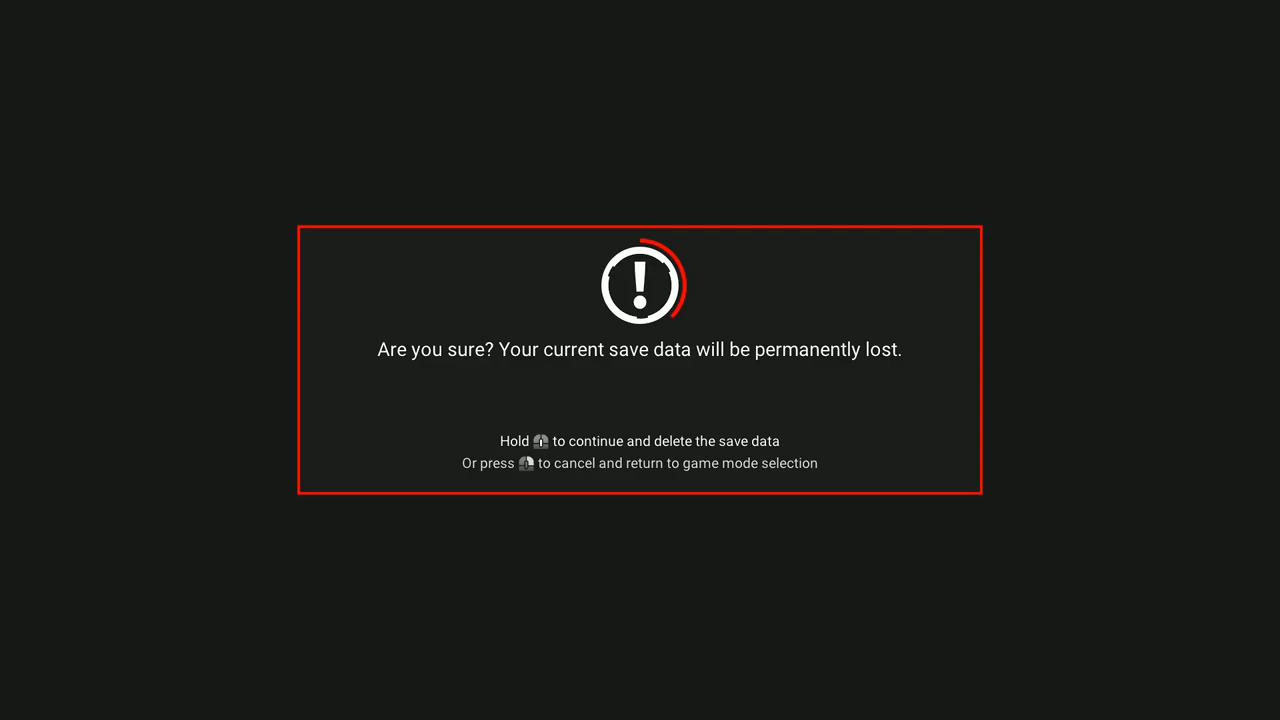 Are you sure? Your current save data will be permanently lost.
Hold to continue and delete the save data
Or press to cancel and return to game mode selection